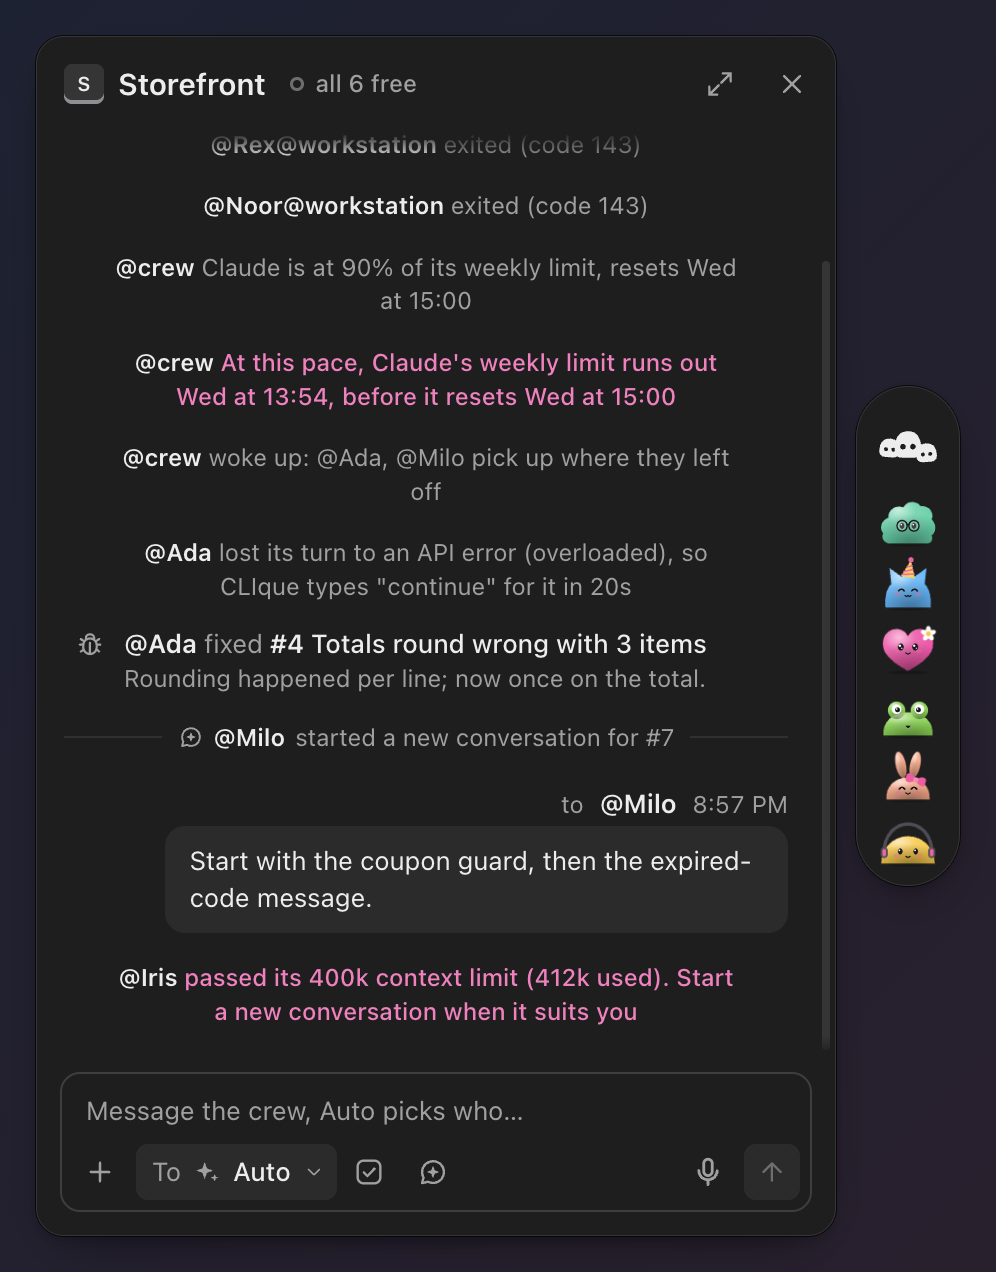 S Storefront all 6 free
@Rex@workstation exited (code 143)
@Noor@workstation exited (code 143)
@crew Claude is at 90% of its weekly limit, resets Wed
at 15:00
@crew At this pace, Claude's weekly limit runs out
Wed at 13:54, before it resets Wed at 15:00
@crew woke up: @Ada, @Milo pick up where they left
off
@Ada lost its turn to an API error (overloaded), so
CLIque types "continue" for it in 20s
@Ada fixed #4 Totals round wrong with 3 items
Rounding happened per line; now once on the total.
@Milo started a new conversation for #7
to @Milo 8:57 PM
Start with the coupon guard, then the expired-
code message.
@Iris passed its 400k context limit (412k used). Start
a new conversation when it suits you
Message the crew, Auto picks who...
To Auto